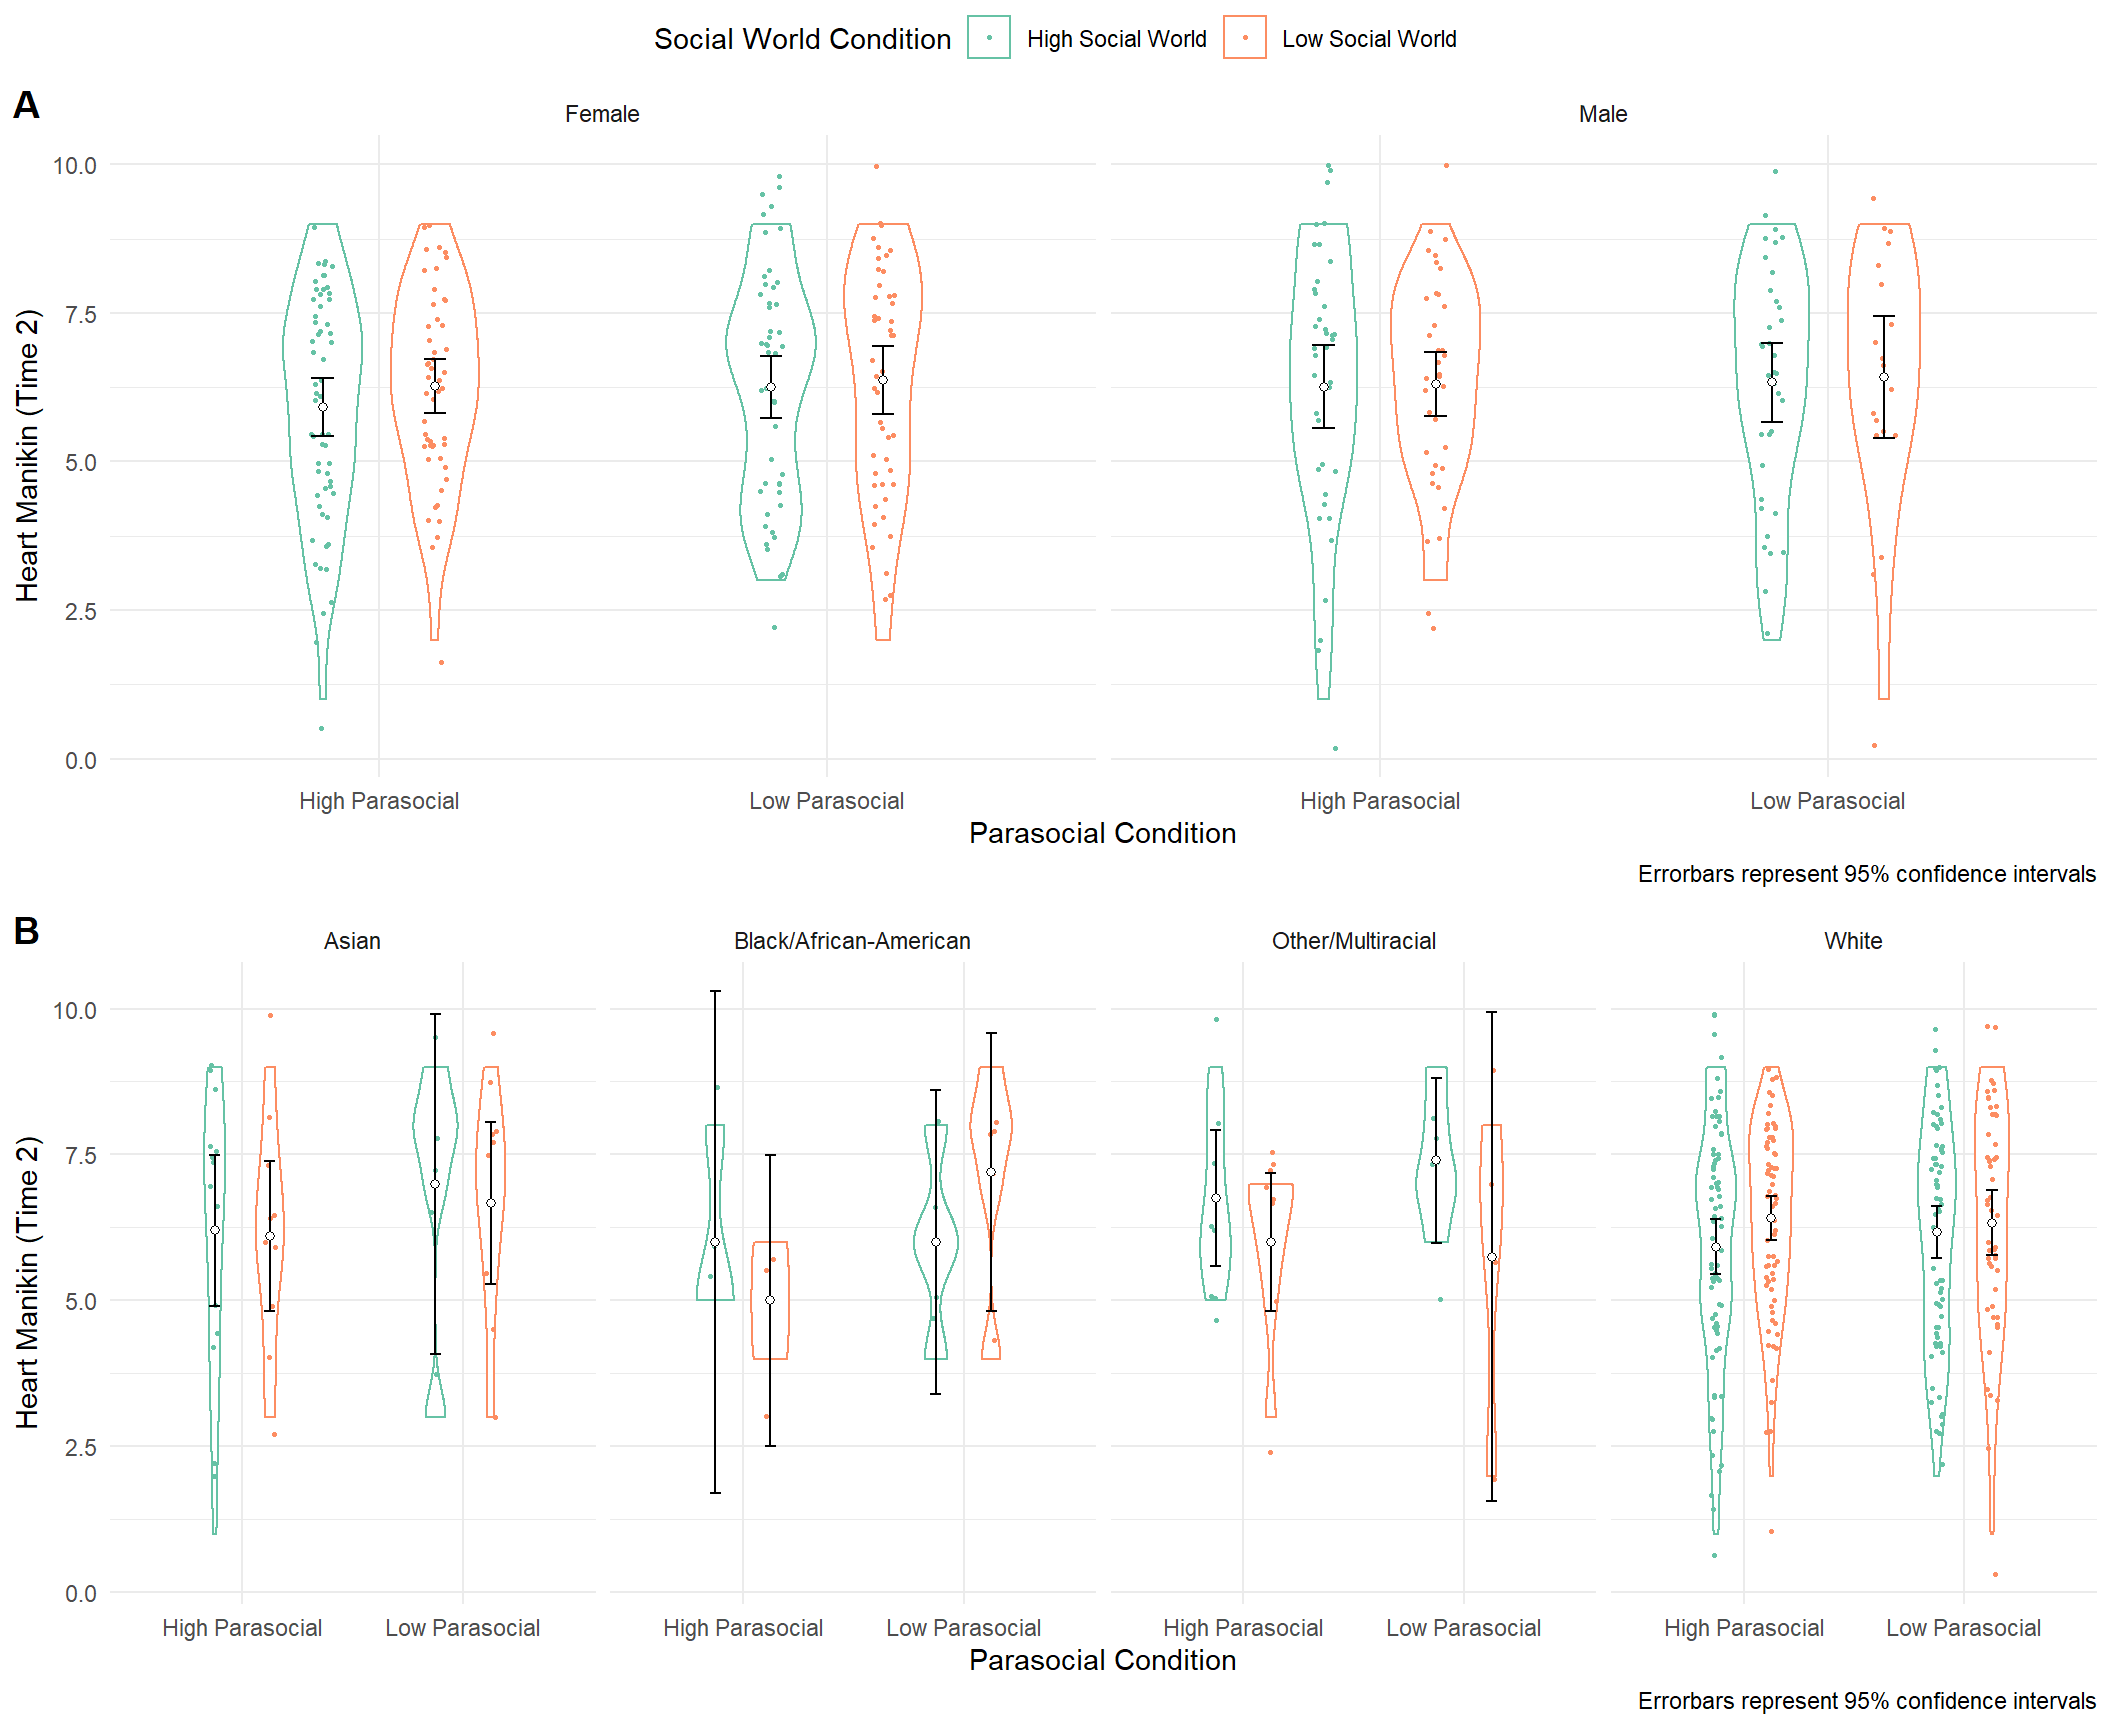 Social World Condition High Social World Low Social World
A
Female Male
Heart Manikin (Time 2)
10.0
7.5
5.0
2.5
0.0
High Parasocial Low Parasocial High Parasocial Low Parasocial
Parasocial Condition
Errorbars represent 95% confidence intervals
B
Asian Black/African-American Other/Multiracial White
Heart Manikin (Time 2)
10.0
7.5
5.0
2.5
0.0
High Parasocial Low Parasocial High Parasocial Low Parasocial High Parasocial Low Parasocial High Parasocial Low Parasocial
Parasocial Condition
Errorbars represent 95% confidence intervals